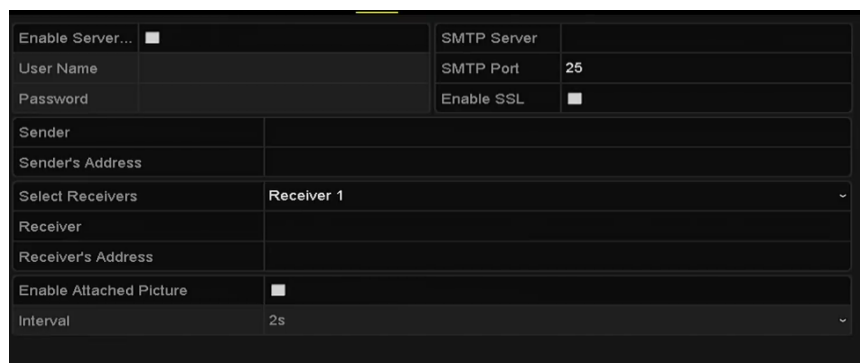 Enable Server...
User Name
Password
SMTP Server
SMTP Port 25
Enable SSL
Sender
Sender's Address
Select Receivers Receiver 1
Receiver
Receiver's Address
Enable Attached Picture
Interval 2s